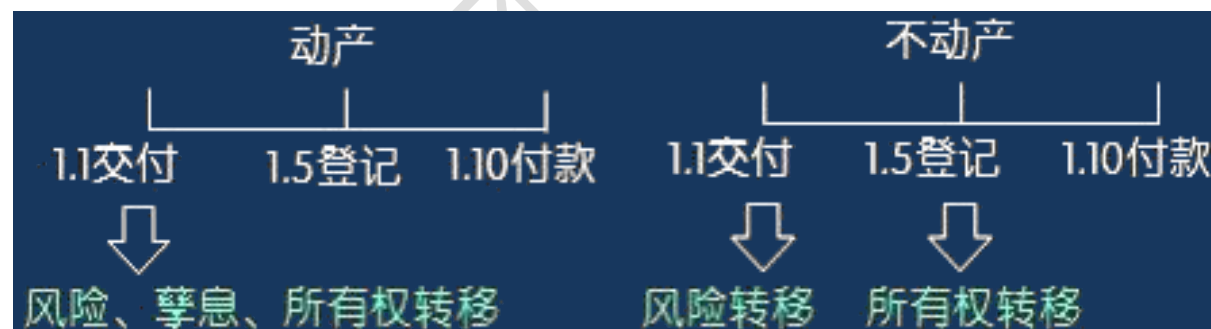 动产 不动产
1.1交付 1.5登记 1.10付款 1.1交付 1.5登记 1.10付款
风险、孳息、所有权转移 风险转移 所有权转移